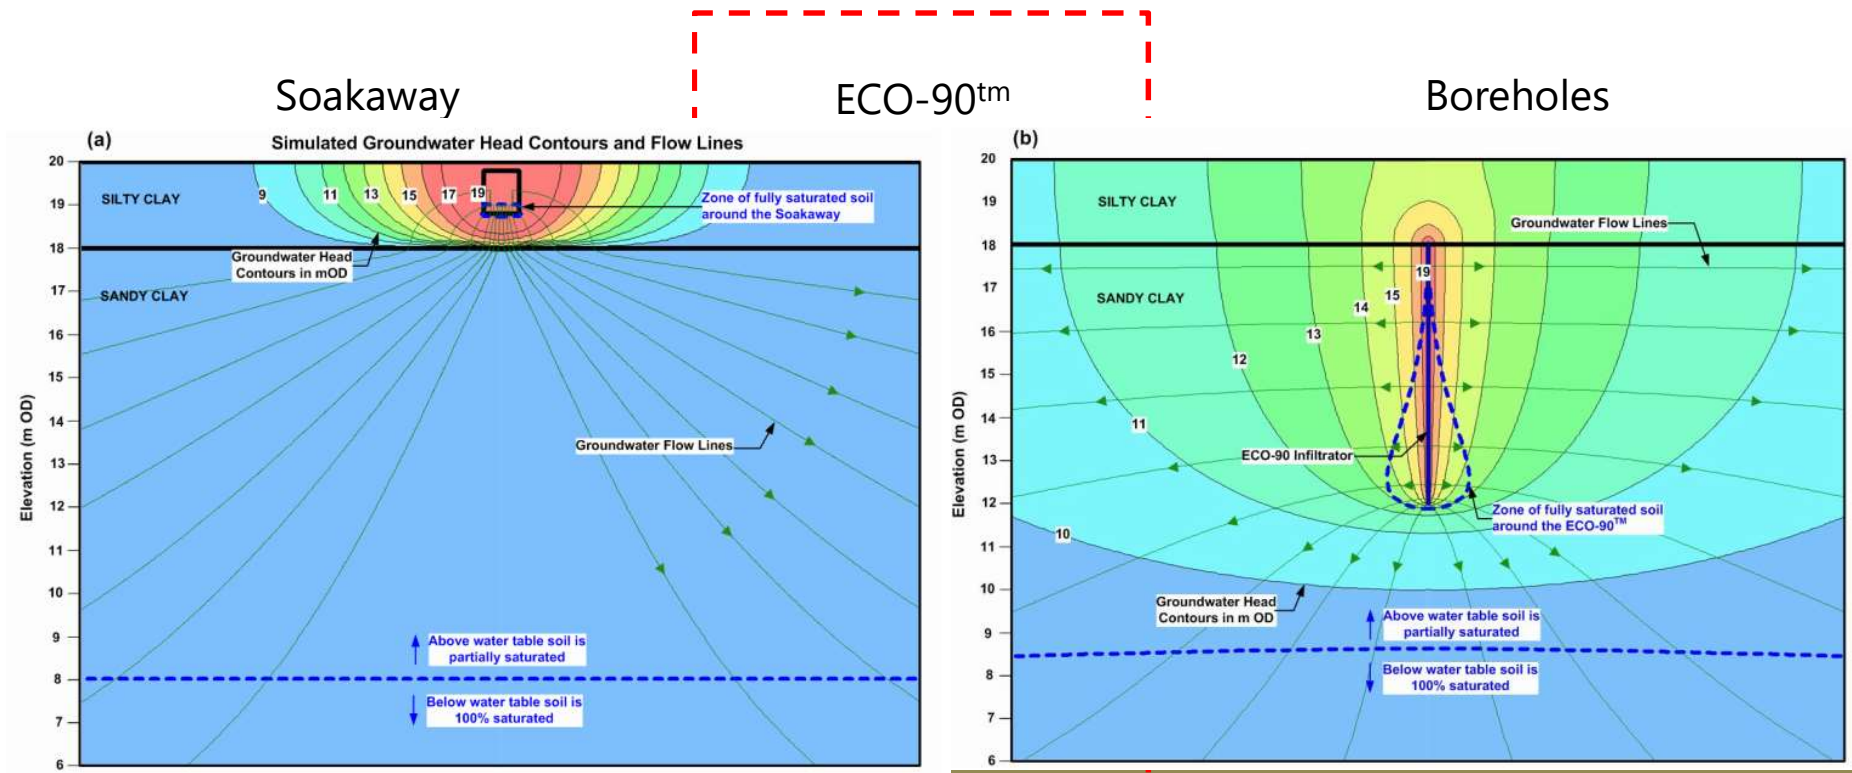 Soakaway
ECO-90tm
Boreholes
(a)
Simulated Groundwater Head Contours and Flow Lines
20
19
18
17
16
15
14
13
12
11
10
9
8
7
6
Elevation (m OD)
SILTY CLAY
9
11
13
15
17
19
Zone of fully saturated soil
around the Soakaway
Groundwater Head
Contours in mOD
SANDY CLAY
Groundwater Flow Lines
Above water table soil is
partially saturated
Below water table soil is
100% saturated
(b)
20
19
18
17
16
15
14
13
12
11
10
9
8
7
6
Elevation (m OD)
SILTY CLAY
Groundwater Flow Lines
SANDY CLAY
19
15
14
13
12
11
10
ECO-90 Infiltrator
Zone of fully saturated soil
around the ECO-90TM
Groundwater Head
Contours in m OD
Above water table soil is
partially saturated
Below water table soil is
100% saturated